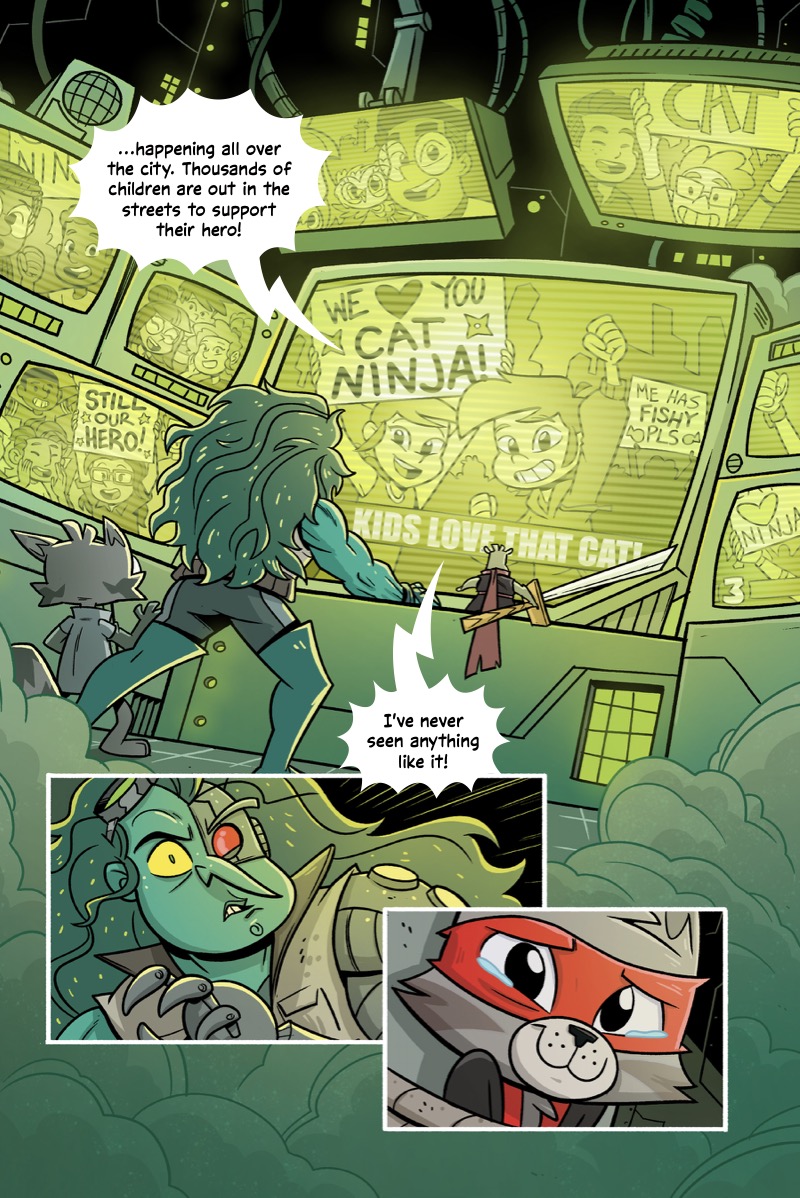 ...happening all over
the city. Thousands of
children are out in the
streets to support
their hero!
NIN
CAT
WE ♥ YOU
CAT
NINJA!
ME HAS
FISHY
PLS
STILL
OUR
HERO!
KIDS LOVE THAT CAT!
NINJA
3
I've never
seen anything
like it!